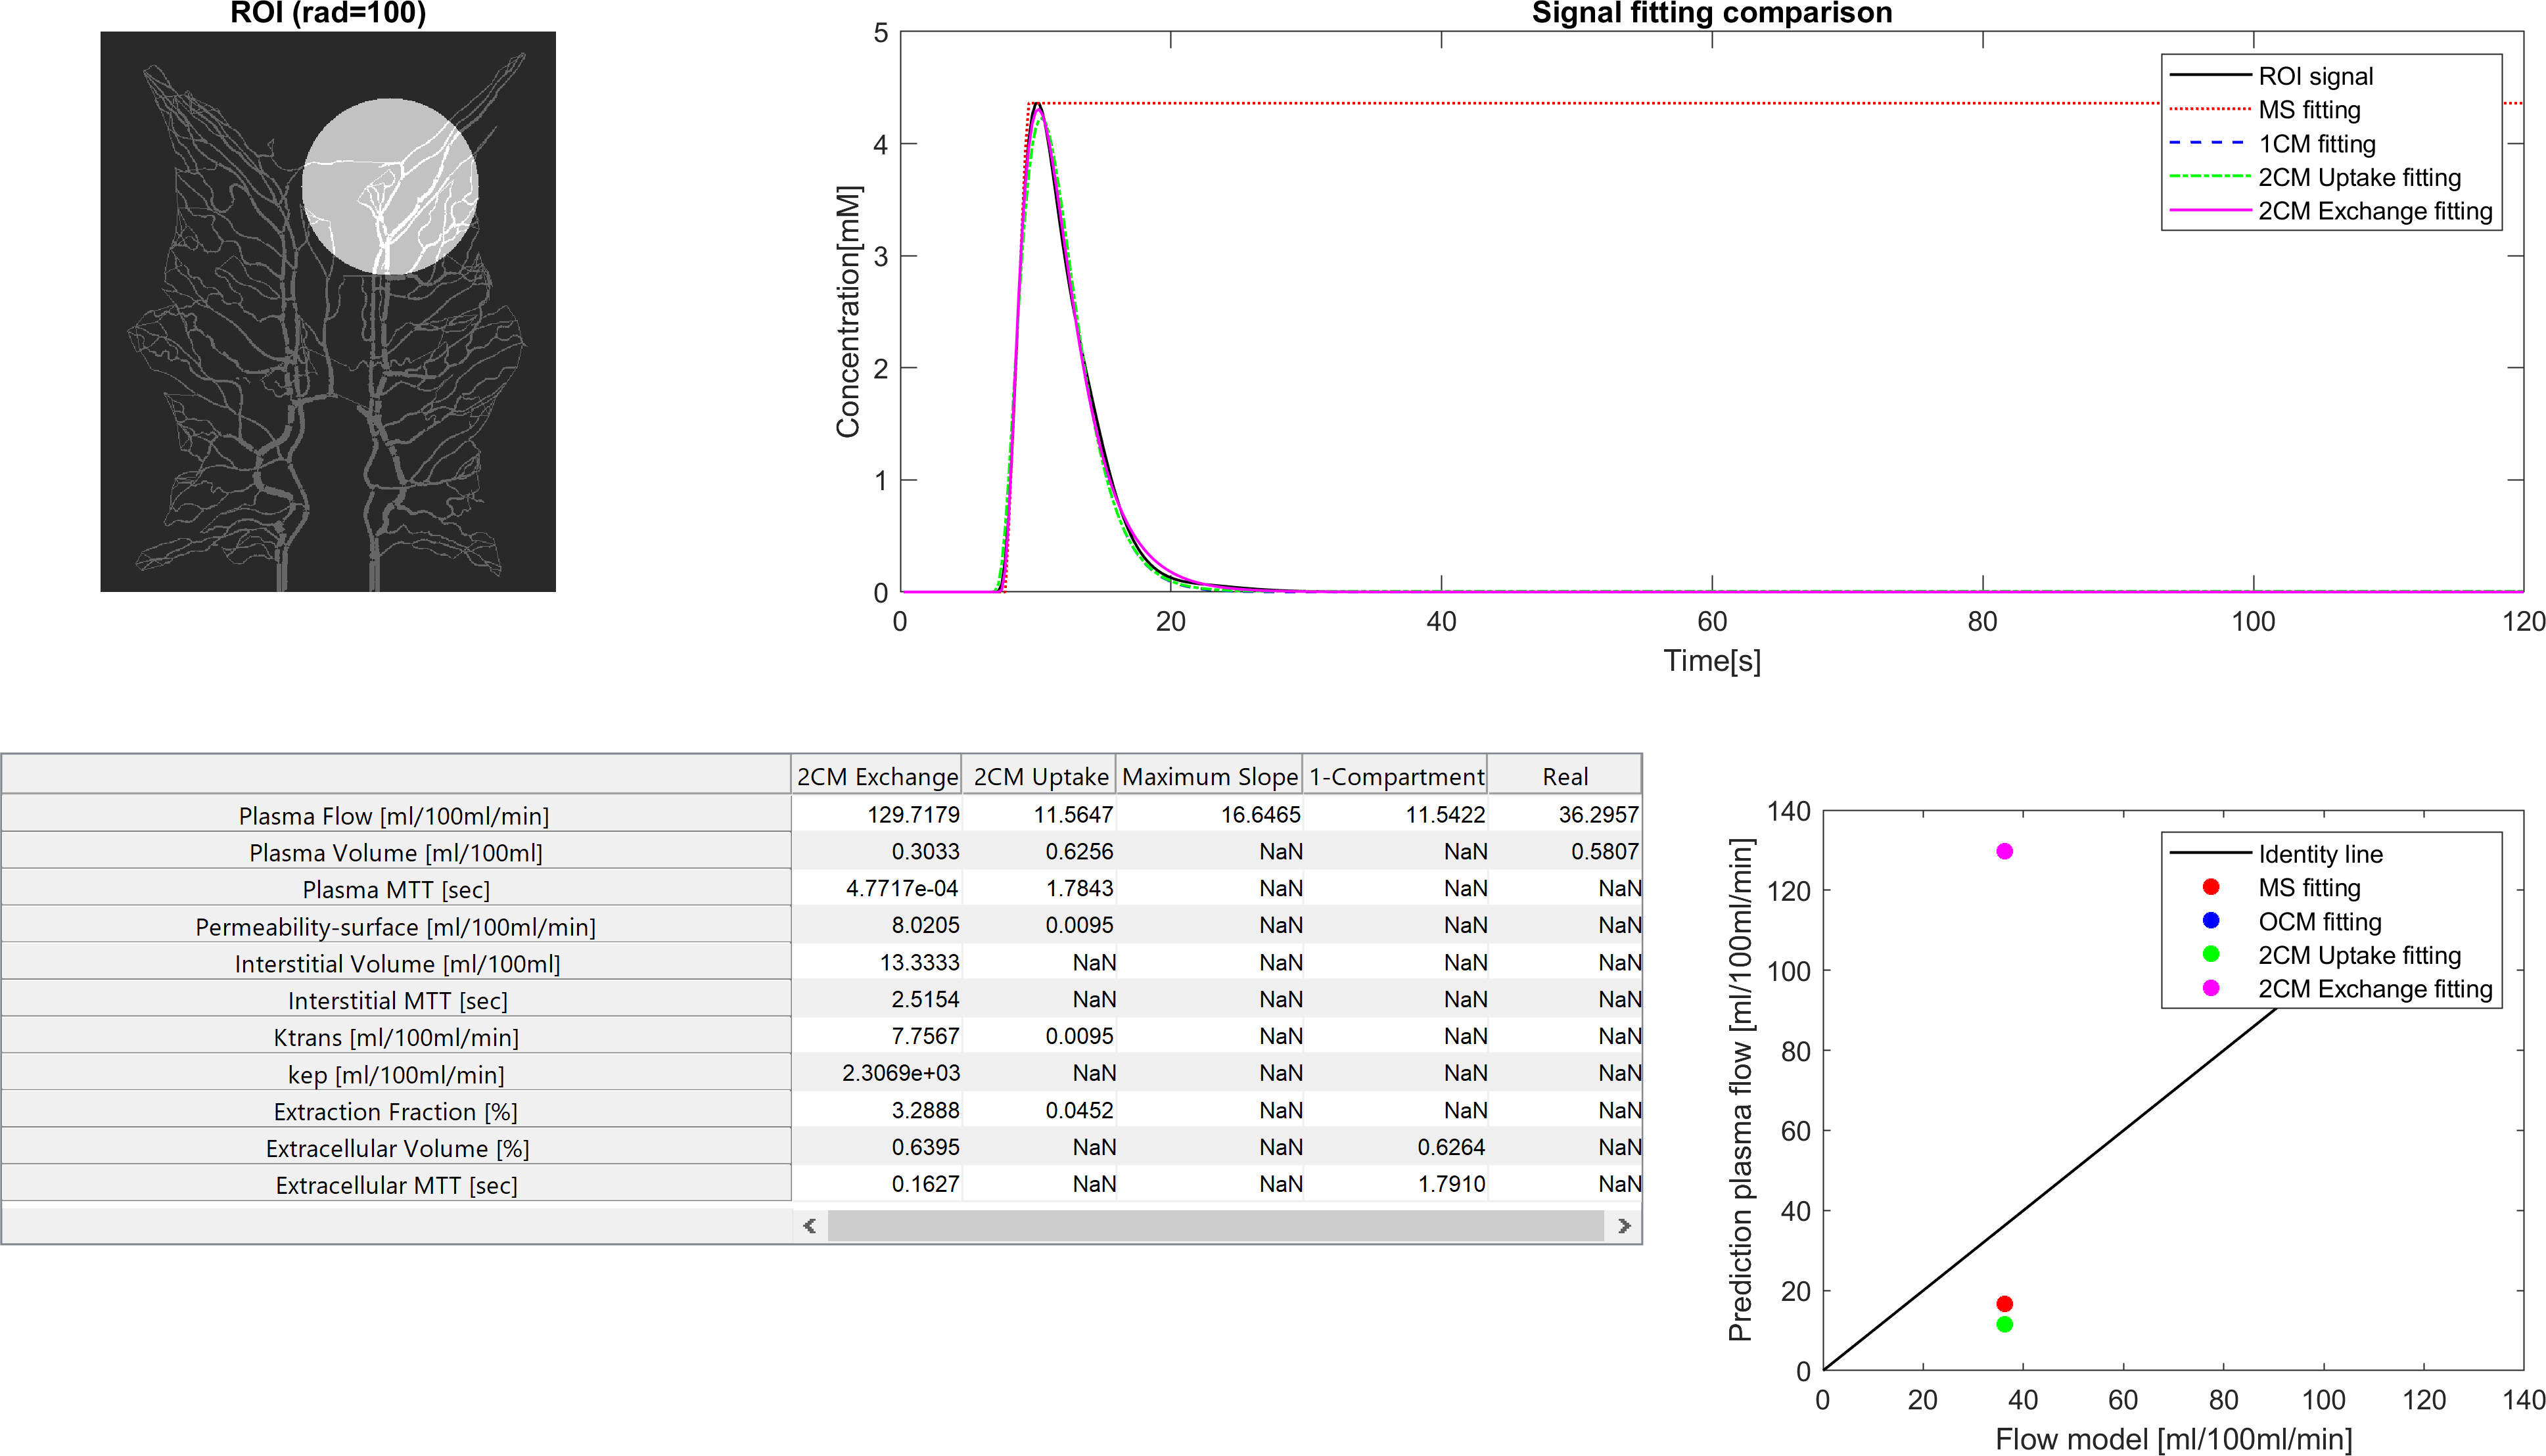 ROI (rad=100)
Signal fitting comparison
5
4
3
2
1
0
Concentration[mM]
0 20 40 60 80 100 120
Time[s]
ROI signal
MS fitting
1CM fitting
2CM Uptake fitting
2CM Exchange fitting
2CM Exchange 2CM Uptake Maximum Slope 1-Compartment Real
Plasma Flow [ml/100ml/min] 129.7179 11.5647 16.6465 11.5422 36.2957
Plasma Volume [ml/100ml] 0.3033 0.6256 NaN NaN 0.5807
Plasma MTT [sec] 4.7717e-04 1.7843 NaN NaN NaN
Permeability-surface [ml/100ml/min] 8.0205 0.0095 NaN NaN NaN
Interstitial Volume [ml/100ml] 13.3333 NaN NaN NaN NaN
Interstitial MTT [sec] 2.5154 NaN NaN NaN NaN
Ktrans [ml/100ml/min] 7.7567 0.0095 NaN NaN NaN
kep [ml/100ml/min] 2.3069e+03 NaN NaN NaN NaN
Extraction Fraction [%] 3.2888 0.0452 NaN NaN NaN
Extracellular Volume [%] 0.6395 NaN NaN 0.6264 NaN
Extracellular MTT [sec] 0.1627 NaN NaN 1.7910 NaN
140
120
100
80
60
40
20
0
Prediction plasma flow [ml/100ml/min]
0 20 40 60 80 100 120 140
Flow model [ml/100ml/min]
Identity line
MS fitting
OCM fitting
2CM Uptake fitting
2CM Exchange fitting